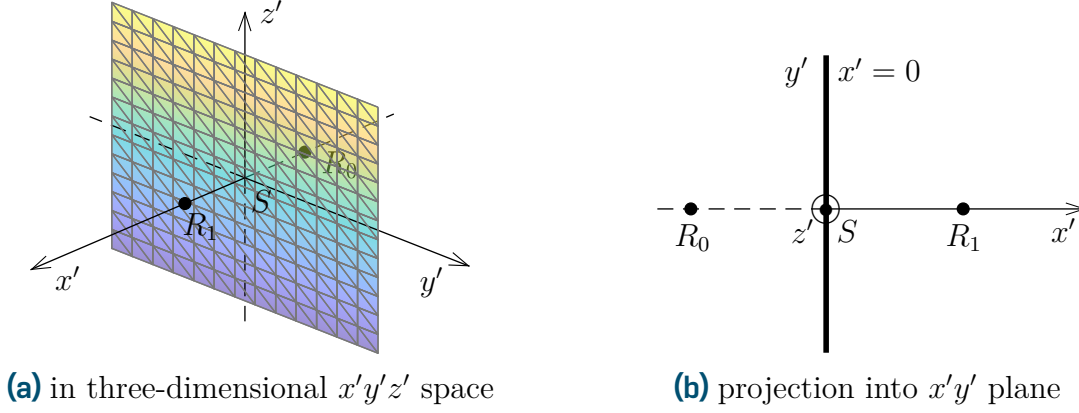 z′
R₀
S
R₁
x′
y′
(a) in three-dimensional x′y′z′ space
y′ x′ = 0
R₀ z′ S R₁ x′
(b) projection into x′y′ plane